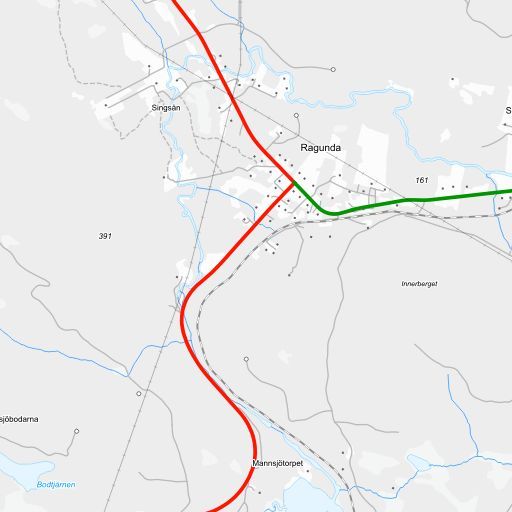 Singsån
S
Ragunda
161
391
Innerberget
sjöbodarna
Mannsjötorpet
Bodtjärnen